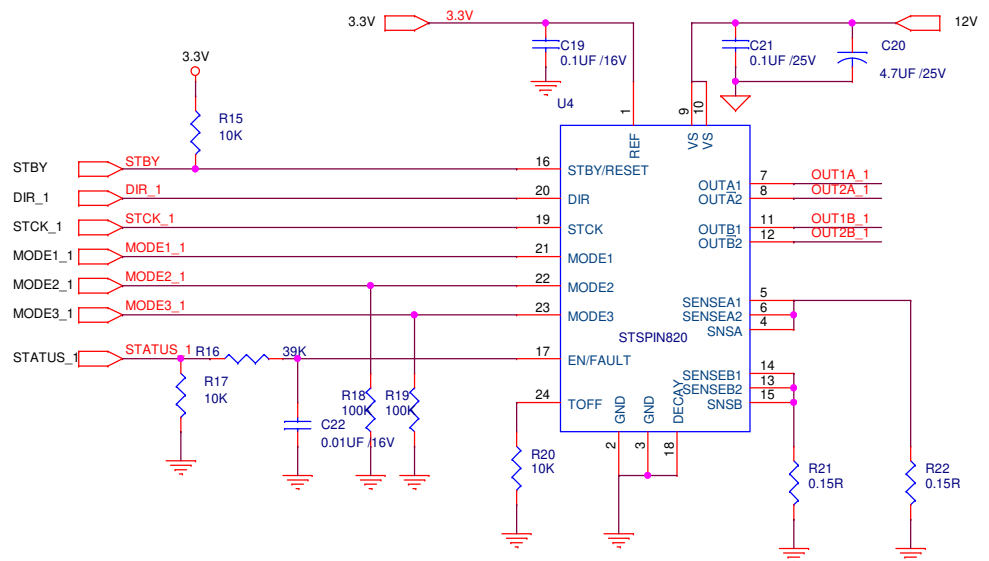 3.3V
3.3V
12V
C19
0.1UF /16V
C21
0.1UF /25V
C20
4.7UF /25V
3.3V
U4
R15
10K
1
9
10
REF
VS
VS
STBY
STBY
16
STBY/RESET
DIR_1
DIR_1
20
DIR
STCK_1
STCK_1
19
STCK
MODE1_1
MODE1_1
21
MODE1
MODE2_1
MODE2_1
22
MODE2
MODE3_1
MODE3_1
23
MODE3
STATUS_1
STATUS_1
R16
39K
17
EN/FAULT
24
TOFF
OUTA1
7
OUT1A_1
OUTA2
8
OUT2A_1
OUTB1
11
OUT1B_1
OUTB2
12
OUT2B_1
SENSEA1
5
SENSEA2
6
SNSA
4
STSPIN820
SENSEB1
14
SENSEB2
13
SNSB
15
R17
10K
C22
0.01UF /16V
R18
100K
R19
100K
GND
GND
DECAY
2
3
18
R20
10K
R21
0.15R
R22
0.15R